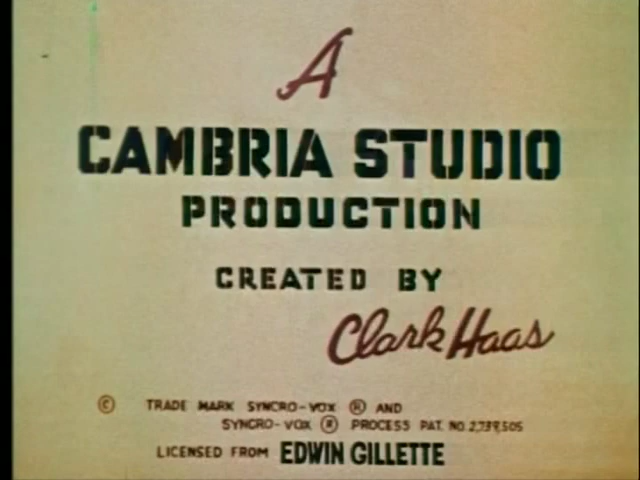 A
CAMBRIA STUDIO
PRODUCTION
CREATED BY
Clark Haas
© TRADE MARK SYNCRO-VOX ® AND
SYNCRO-VOX ® PROCESS PAT. NO. 2,739,505
LICENSED FROM EDWIN GILLETTE